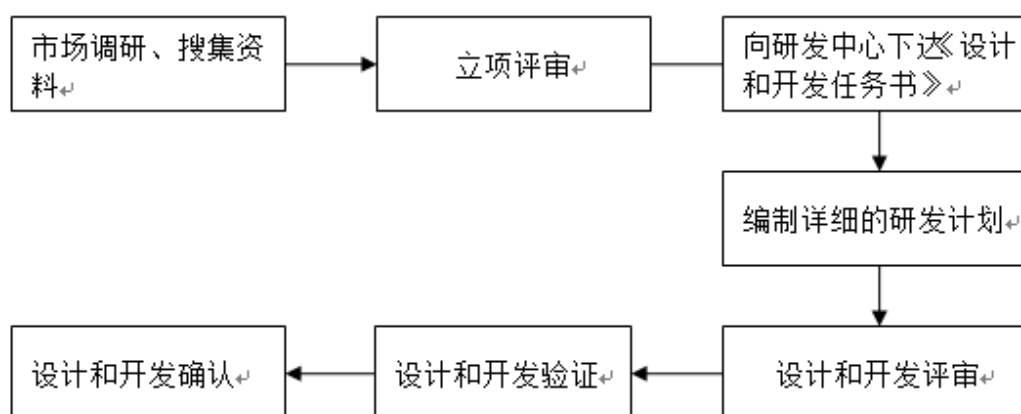 市场调研、搜集资
料
立项评审
向研发中心下达《设计
和开发任务书》
编制详细的研发计划
设计和开发确认
设计和开发验证
设计和开发评审